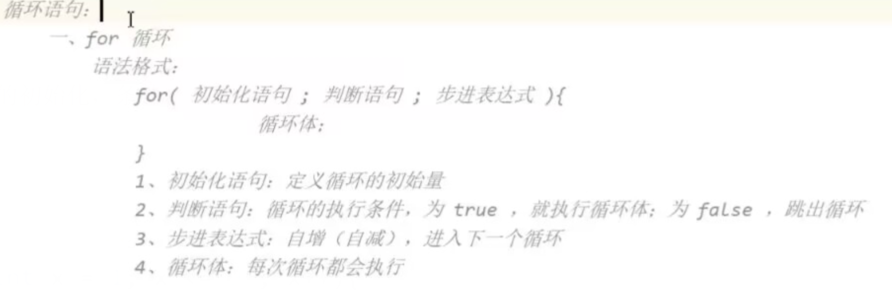 循环语句:
一、for 循环
语法格式:
for( 初始化语句 ; 判断语句 ; 步进表达式 ){
循环体;
}
1、初始化语句: 定义循环的初始量
2、判断语句: 循环的执行条件, 为 true , 就执行循环体; 为 false , 跳出循环
3、步进表达式: 自增 (自减) , 进入下一个循环
4、循环体: 每次循环都会执行